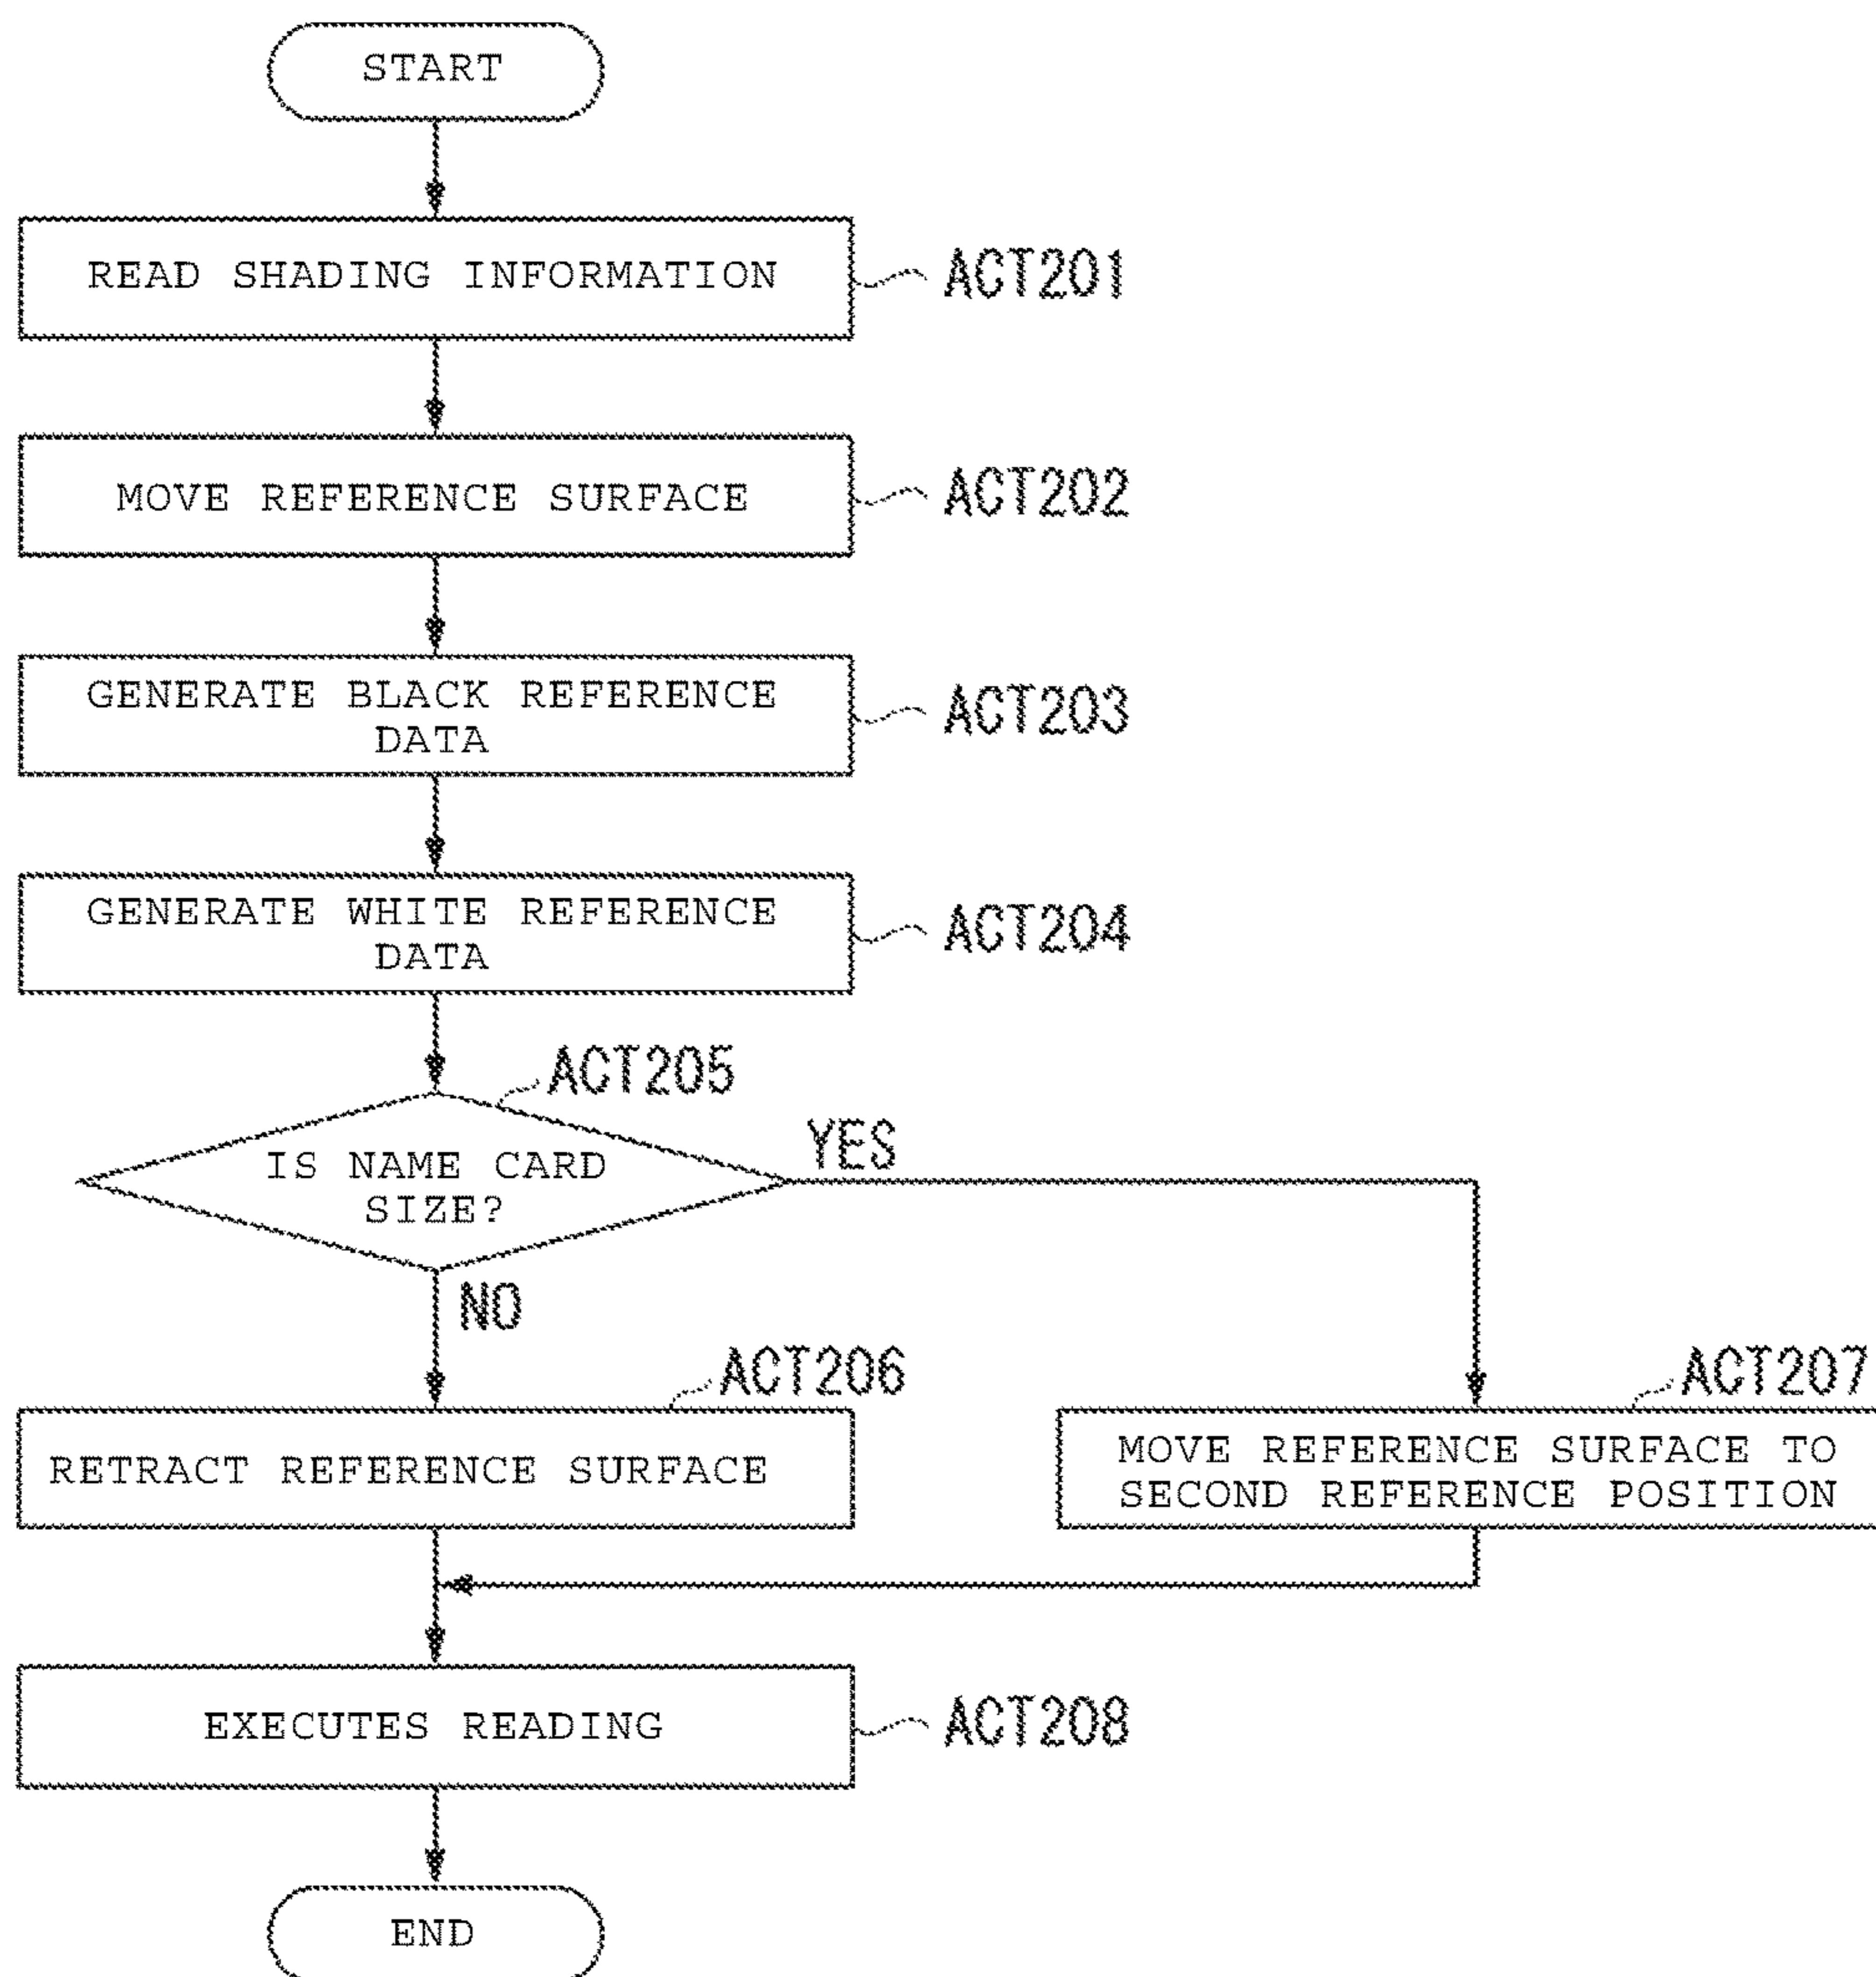 START
READ SHADING INFORMATION
ACT201
MOVE REFERENCE SURFACE
ACT202
GENERATE BLACK REFERENCE
DATA
ACT203
GENERATE WHITE REFERENCE
DATA
ACT204
ACT205
IS NAME CARD
SIZE?
YES
NO
ACT206
RETRACT REFERENCE SURFACE
ACT207
MOVE REFERENCE SURFACE TO
SECOND REFERENCE POSITION
EXECUTES READING
ACT208
END